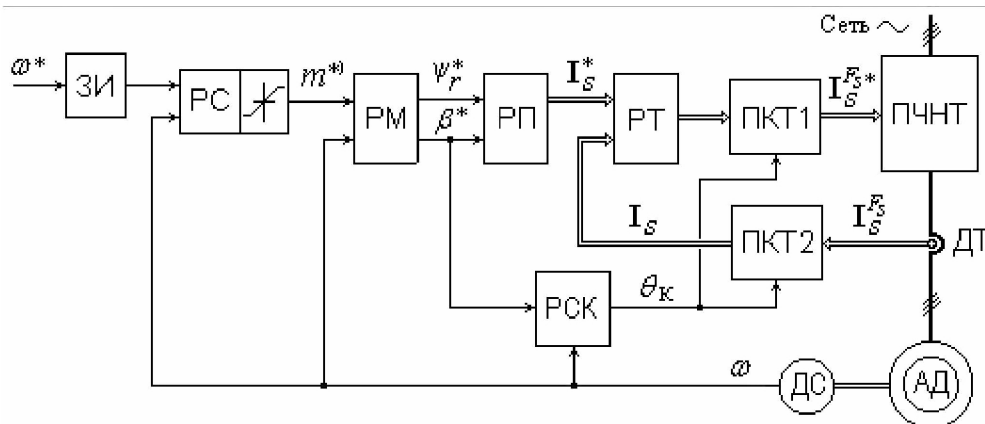 Сеть ~
ω*
ЗИ
РС
m*)
РМ
ψr*
β*
РП
IS*
РТ
ПКТ1
ISFS*
ПЧНТ
IS
ПКТ2
ISFS
ДТ
РСК
θК
ω
ДС
АД